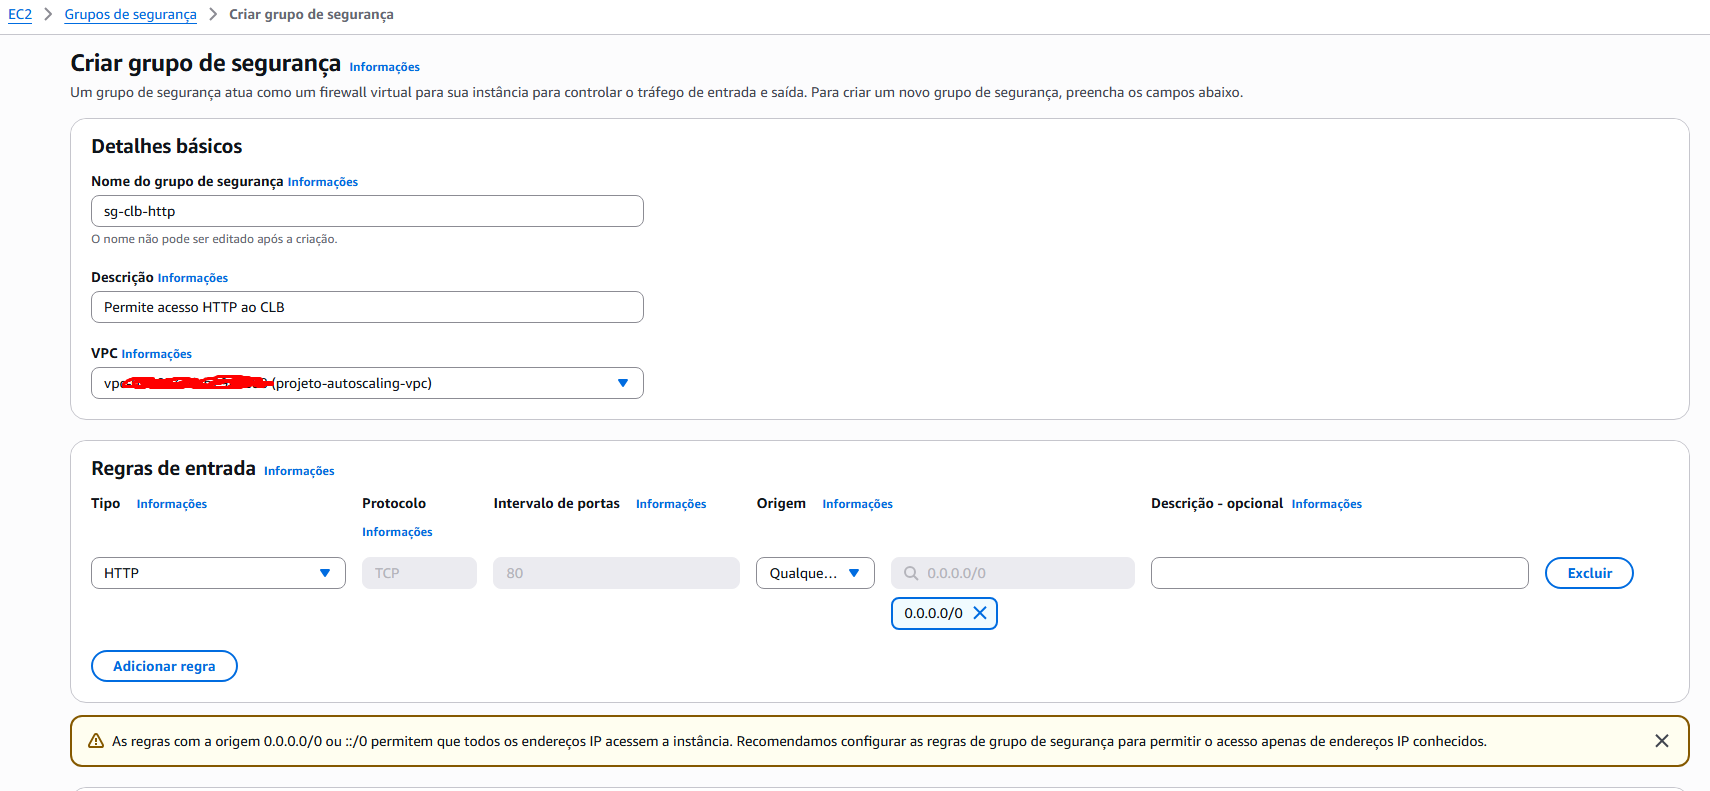 EC2 > Grupos de segurança > Criar grupo de segurança
Criar grupo de segurança Informações
Um grupo de segurança atua como um firewall virtual para sua instância para controlar o tráfego de entrada e saída. Para criar um novo grupo de segurança, preencha os campos abaixo.
Detalhes básicos
Nome do grupo de segurança Informações
sg-clb-http
O nome não pode ser editado após a criação.
Descrição Informações
Permite acesso HTTP ao CLB
VPC Informações
(projeto-autoscaling-vpc)
Regras de entrada Informações
Tipo Informações Protocolo Informações Intervalo de portas Informações Origem Informações Descrição - opcional Informações
HTTP TCP 80 Qualque... 0.0.0.0/0 Excluir
0.0.0.0/0
Adicionar regra
As regras com a origem 0.0.0.0/0 ou ::/0 permitem que todos os endereços IP acessem a instância. Recomendamos configurar as regras de grupo de segurança para permitir o acesso apenas de endereços IP conhecidos.